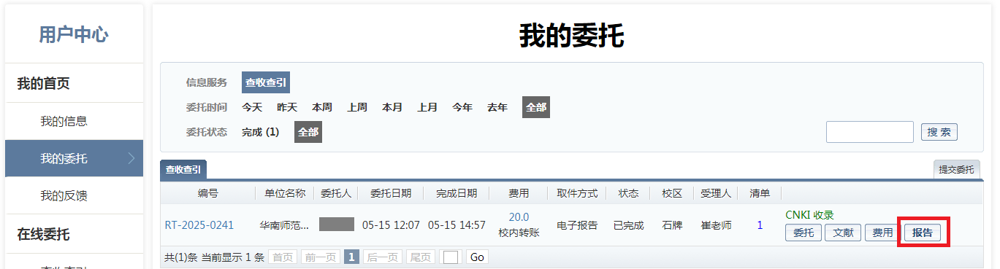 用户中心
我的首页
我的信息
我的委托
我的反馈
在线委托
我的委托
信息服务 查收查引
委托时间 今天 昨天 本周 上周 本月 上月 今年 去年 全部
委托状态 完成 (1) 全部 搜 索
查收查引 提交委托
编号 单位名称 委托人 委托日期 完成日期 费用 取件方式 状态 校区 受理人 清单
RT-2025-0241 华南师范... 05-15 12:07 05-15 14:57 20.0 校内转账 电子报告 已完成 石牌 崔老师 1
CNKI 收录
委托 文献 费用 报告
共(1)条 当前显示 1 条 首页 前一页 1 后一页 尾页 Go